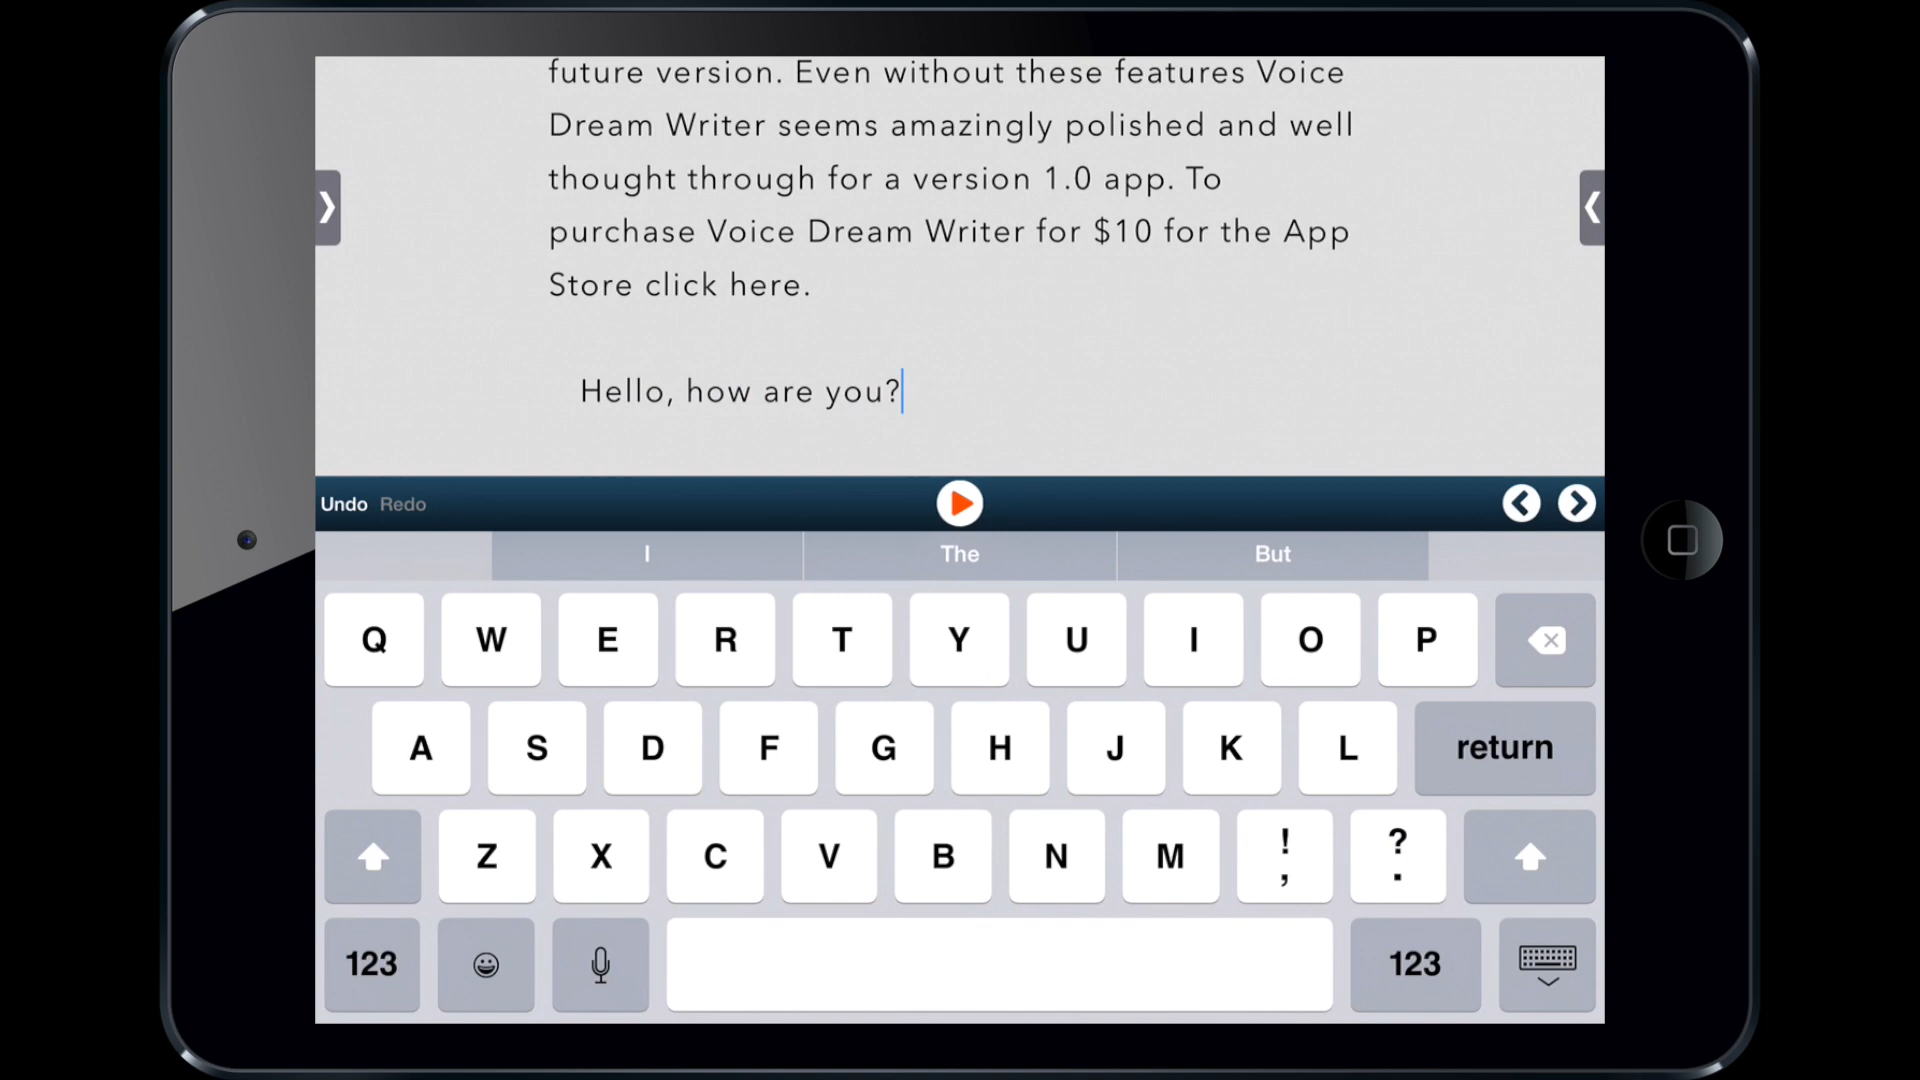 future version. Even without these features Voice
Dream Writer seems amazingly polished and well
thought through for a version 1.0 app. To
purchase Voice Dream Writer for $10 for the App
Store click here.
Hello, how are you?
Undo Redo
I The But
Q W E R T Y U I O P
A S D F G H J K L return
Z X C V B N M ! , ? .
123 123